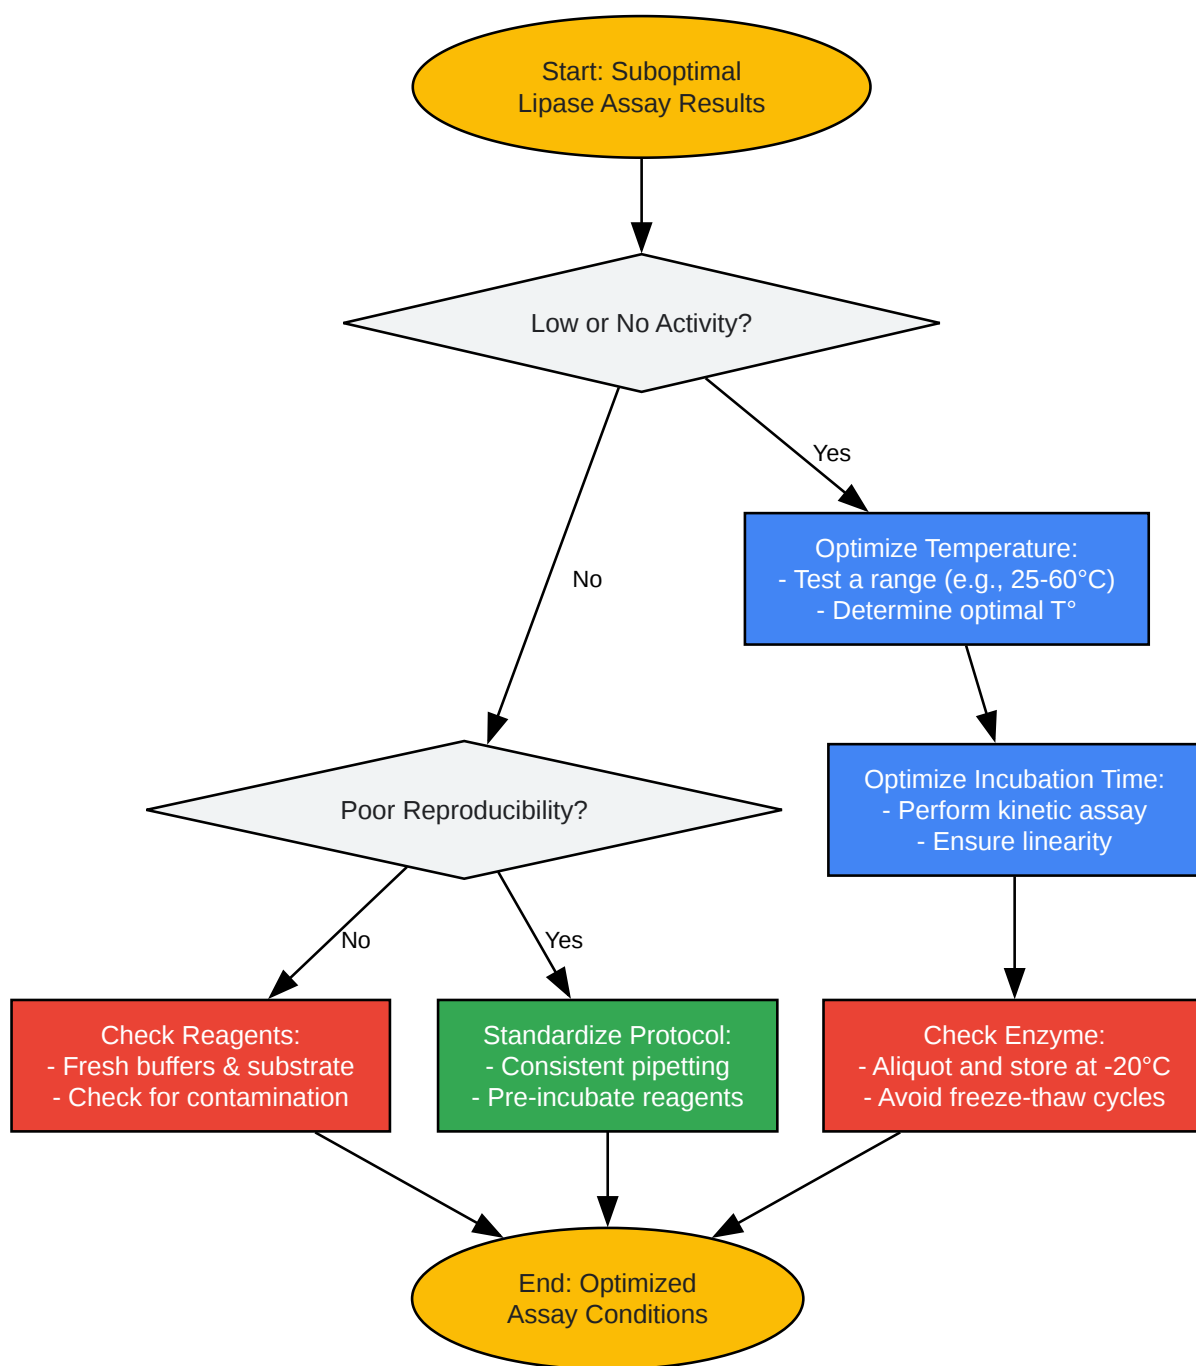 Start: Suboptimal
Lipase Assay Results
Low or No Activity?
Yes
No
Optimize Temperature:
- Test a range (e.g., 25-60°C)
- Determine optimal T°
Optimize Incubation Time:
- Perform kinetic assay
- Ensure linearity
Poor Reproducibility?
No
Yes
Check Reagents:
- Fresh buffers & substrate
- Check for contamination
Standardize Protocol:
- Consistent pipetting
- Pre-incubate reagents
Check Enzyme:
- Aliquot and store at -20°C
- Avoid freeze-thaw cycles
End: Optimized
Assay Conditions